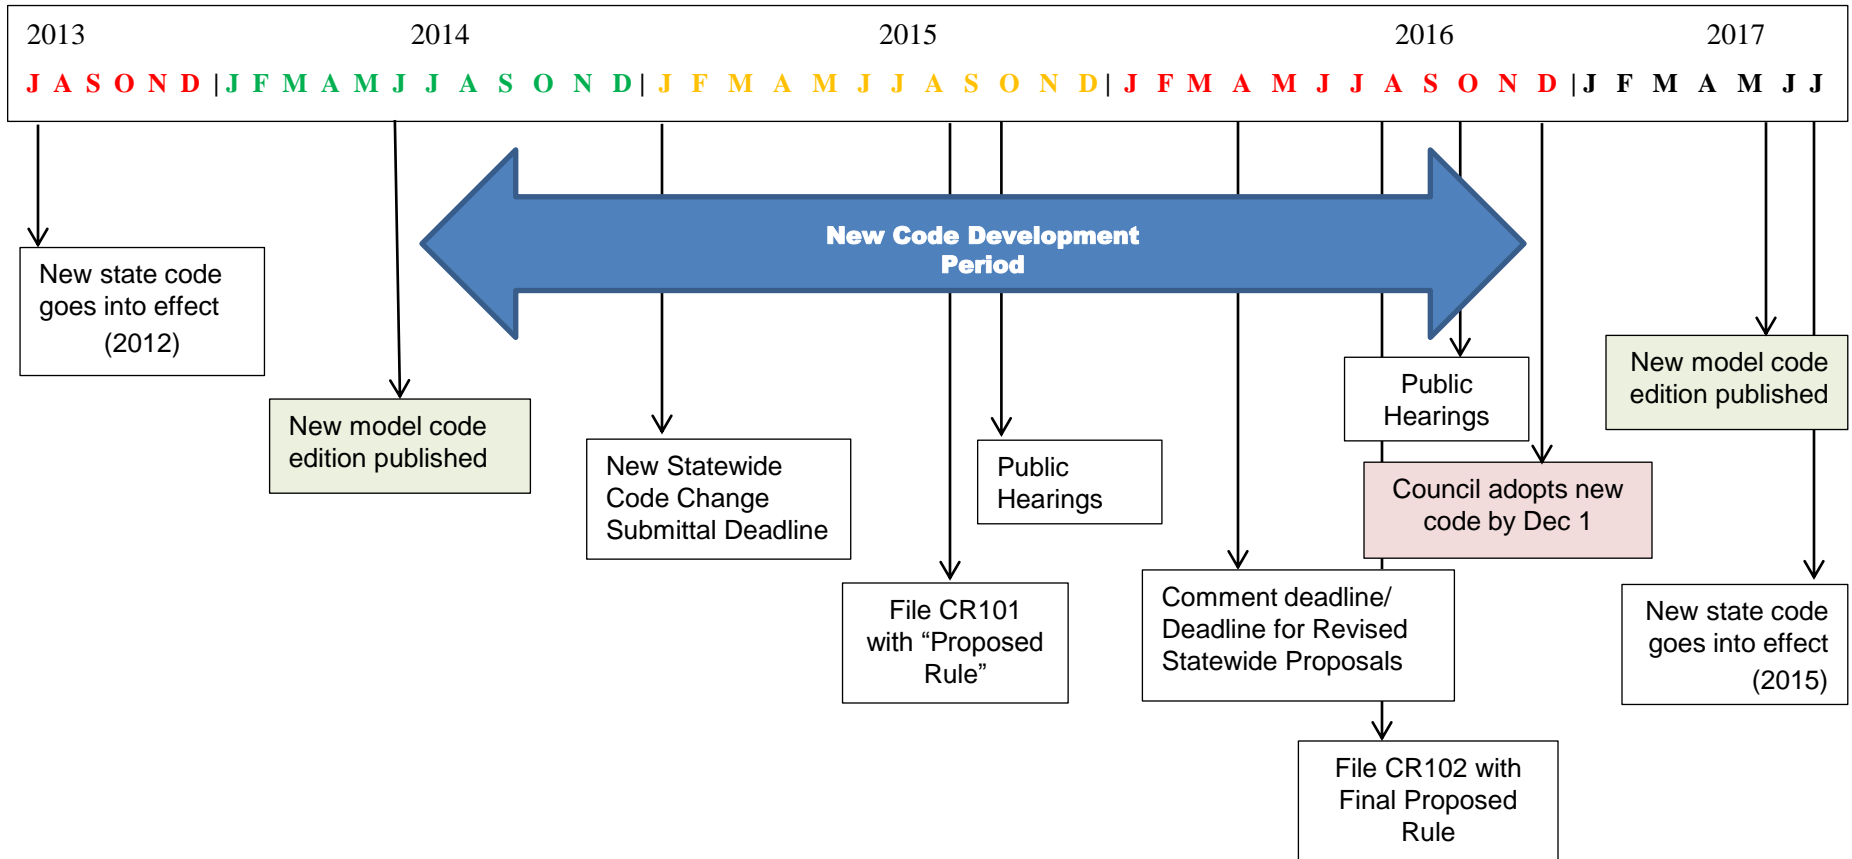 2013 2014 2015 2016 2017
J A S O N D | J F M A M J J A S O N D | J F M A M J J A S O N D | J F M A M J J A S O N D | J F M A M J J
New Code Development
Period
New state code
goes into effect
(2012)
New model code
edition published
New Statewide
Code Change
Submittal Deadline
File CR101
with “Proposed
Rule”
Public
Hearings
Comment deadline/
Deadline for Revised
Statewide Proposals
File CR102 with
Final Proposed
Rule
Public
Hearings
Council adopts new
code by Dec 1
New model code
edition published
New state code
goes into effect
(2015)